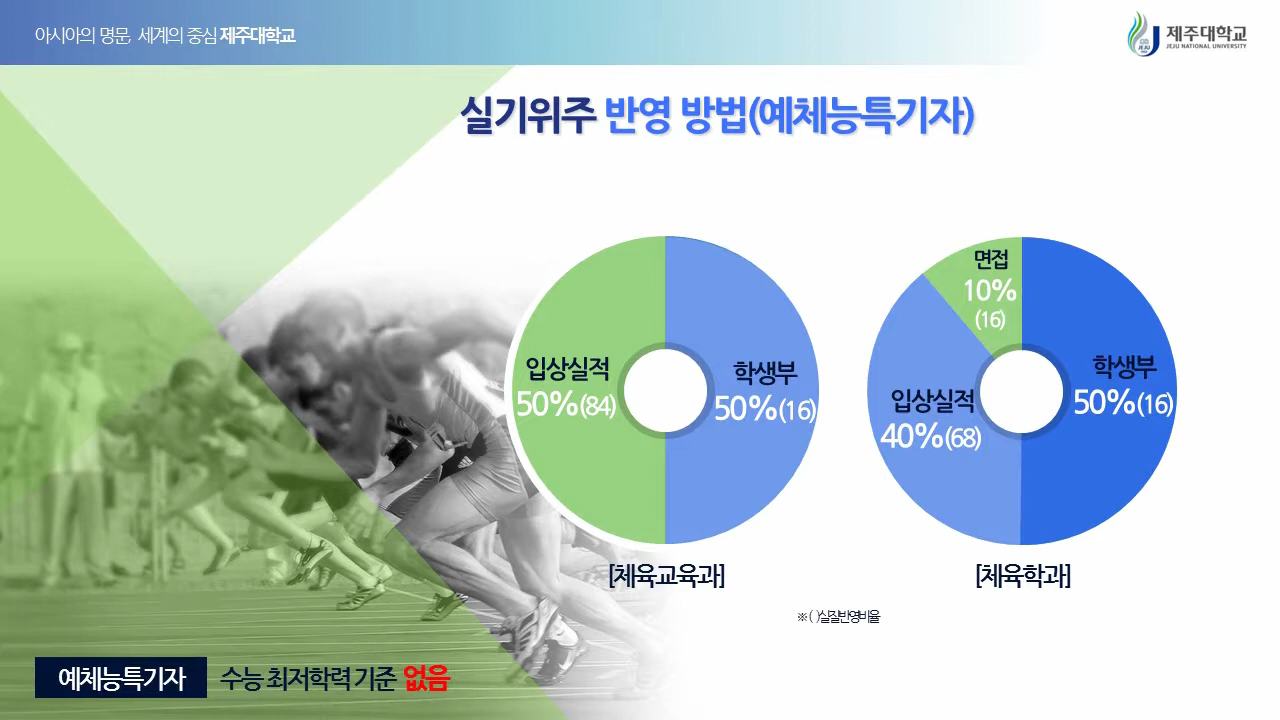 아시아의 명문, 세계의 중심 제주대학교
제주대학교
JEJU NATIONAL UNIVERSITY
실기위주 반영 방법(예체능특기자)
입상실적
50%(84)
학생부
50%(16)
[체육교육과]
면접
10%
(16)
입상실적
40%(68)
학생부
50%(16)
[체육학과]
※ ( )실질반영비율
예체능특기자 수능 최저학력 기준 없음